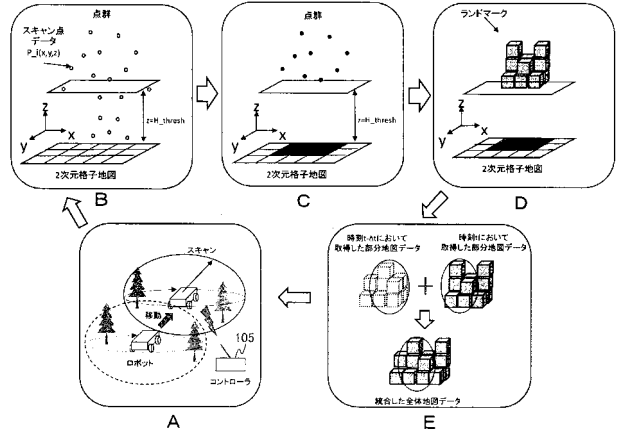 点群
スキャン点
データ
P_i(x,y,z)
z
x
y
z=H_thresh
2次元格子地図
B
点群
z
x
y
z=H_thresh
2次元格子地図
C
ランドマーク
z
x
y
2次元格子地図
D
スキャン
移動
ロボット
105
コントローラ
A
時刻t-Δtにおいて
取得した部分地図データ
時刻tにおいて
取得した部分地図データ
+
統合した全体地図データ
E